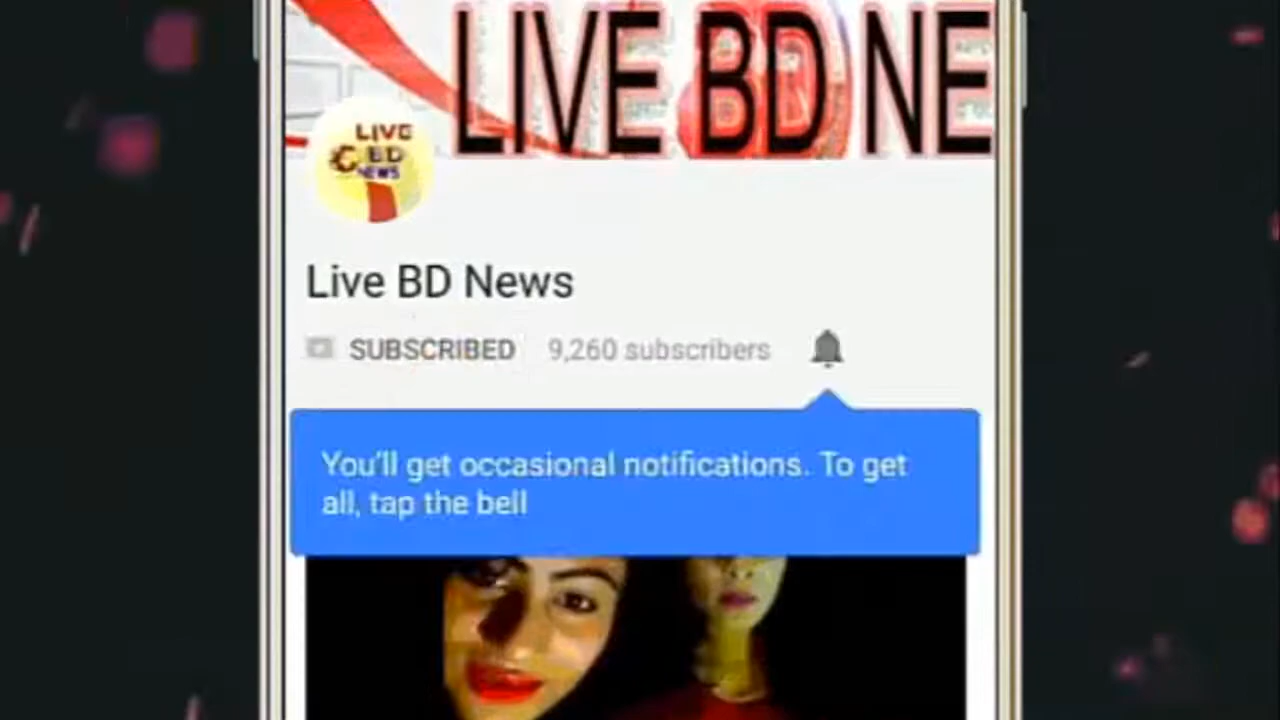 LIVE BD NE
LIVE
BD
NEWS
Live BD News
SUBSCRIBED 9,260 subscribers
You'll get occasional notifications. To get
all, tap the bell